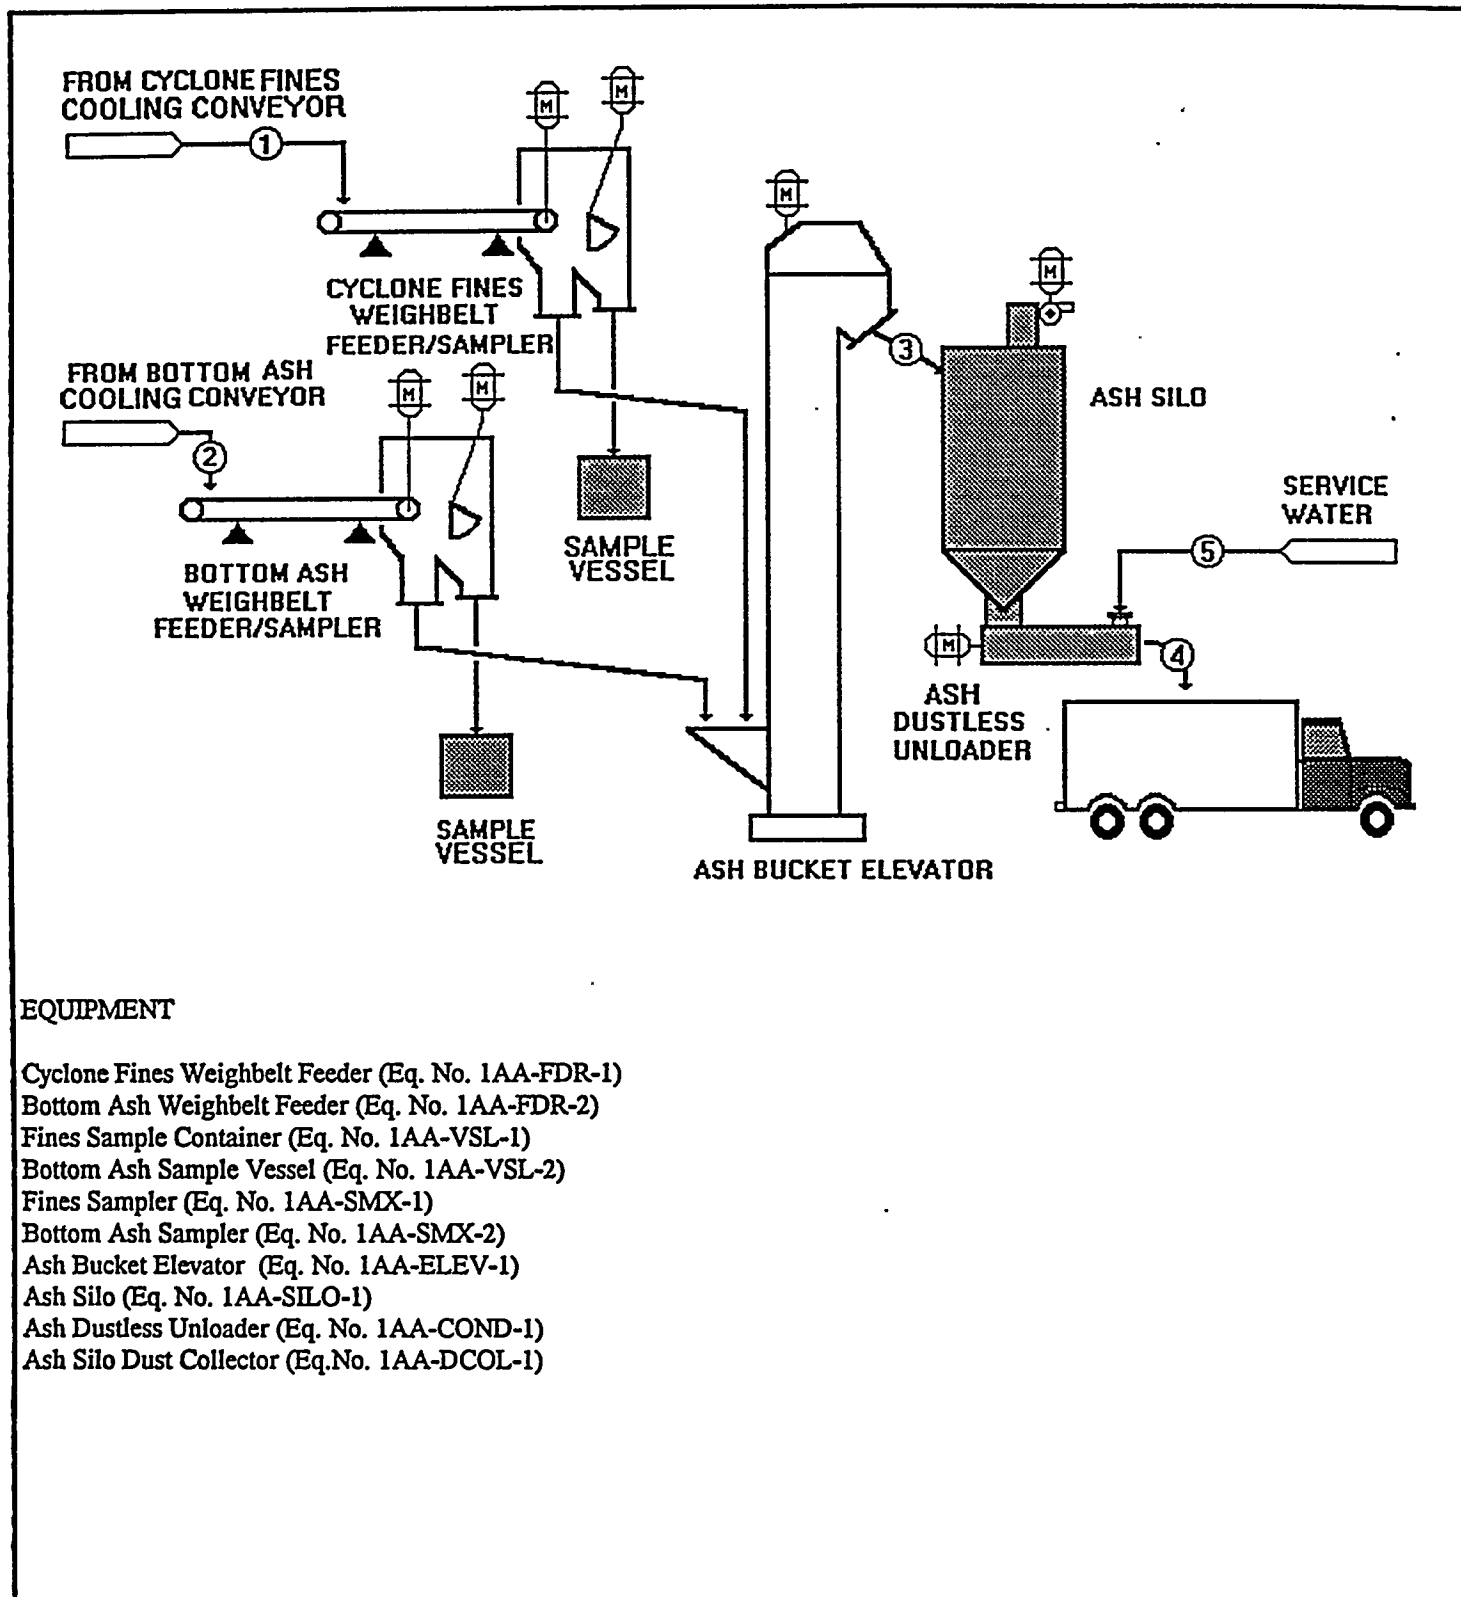 FROM CYCLONE FINES
COOLING CONVEYOR
1
M
M
CYCLONE FINES
WEIGHBELT
FEEDER/SAMPLER
FROM BOTTOM ASH
COOLING CONVEYOR
2
M
M
BOTTOM ASH
WEIGHBELT
FEEDER/SAMPLER
SAMPLE
VESSEL
SAMPLE
VESSEL
M
3
M
ASH SILO
SERVICE
WATER
5
M
4
ASH
DUSTLESS
UNLOADER
ASH BUCKET ELEVATOR
EQUIPMENT
Cyclone Fines Weighbelt Feeder (Eq. No. 1AA-FDR-1)
Bottom Ash Weighbelt Feeder (Eq. No. 1AA-FDR-2)
Fines Sample Container (Eq. No. 1AA-VSL-1)
Bottom Ash Sample Vessel (Eq. No. 1AA-VSL-2)
Fines Sampler (Eq. No. 1AA-SMX-1)
Bottom Ash Sampler (Eq. No. 1AA-SMX-2)
Ash Bucket Elevator (Eq. No. 1AA-ELEV-1)
Ash Silo (Eq. No. 1AA-SILO-1)
Ash Dustless Unloader (Eq. No. 1AA-COND-1)
Ash Silo Dust Collector (Eq.No. 1AA-DCOL-1)